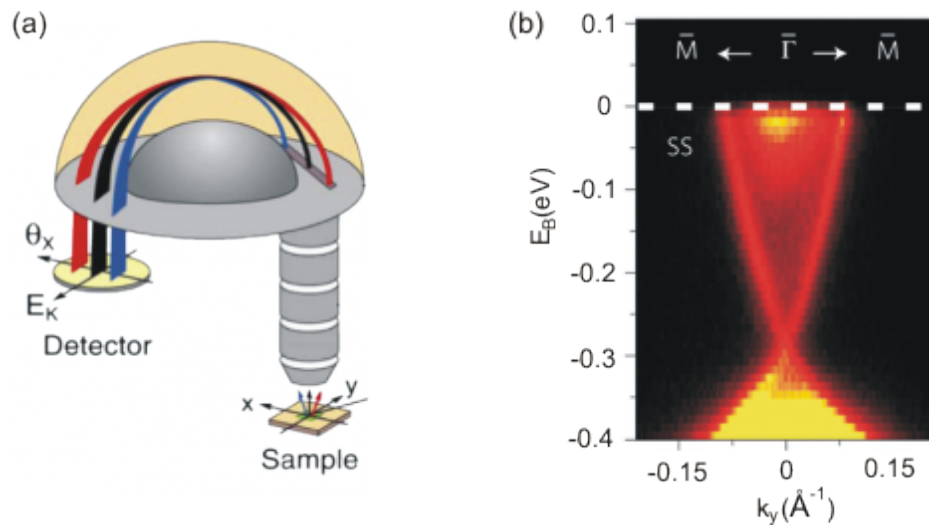 (a)
θx
EK
Detector
x
y
Sample
(b)
M̄ ← Γ̄ → M̄
SS
0.1
0
-0.1
-0.2
-0.3
-0.4
EB(eV)
-0.15 0 0.15
ky(Å-1)